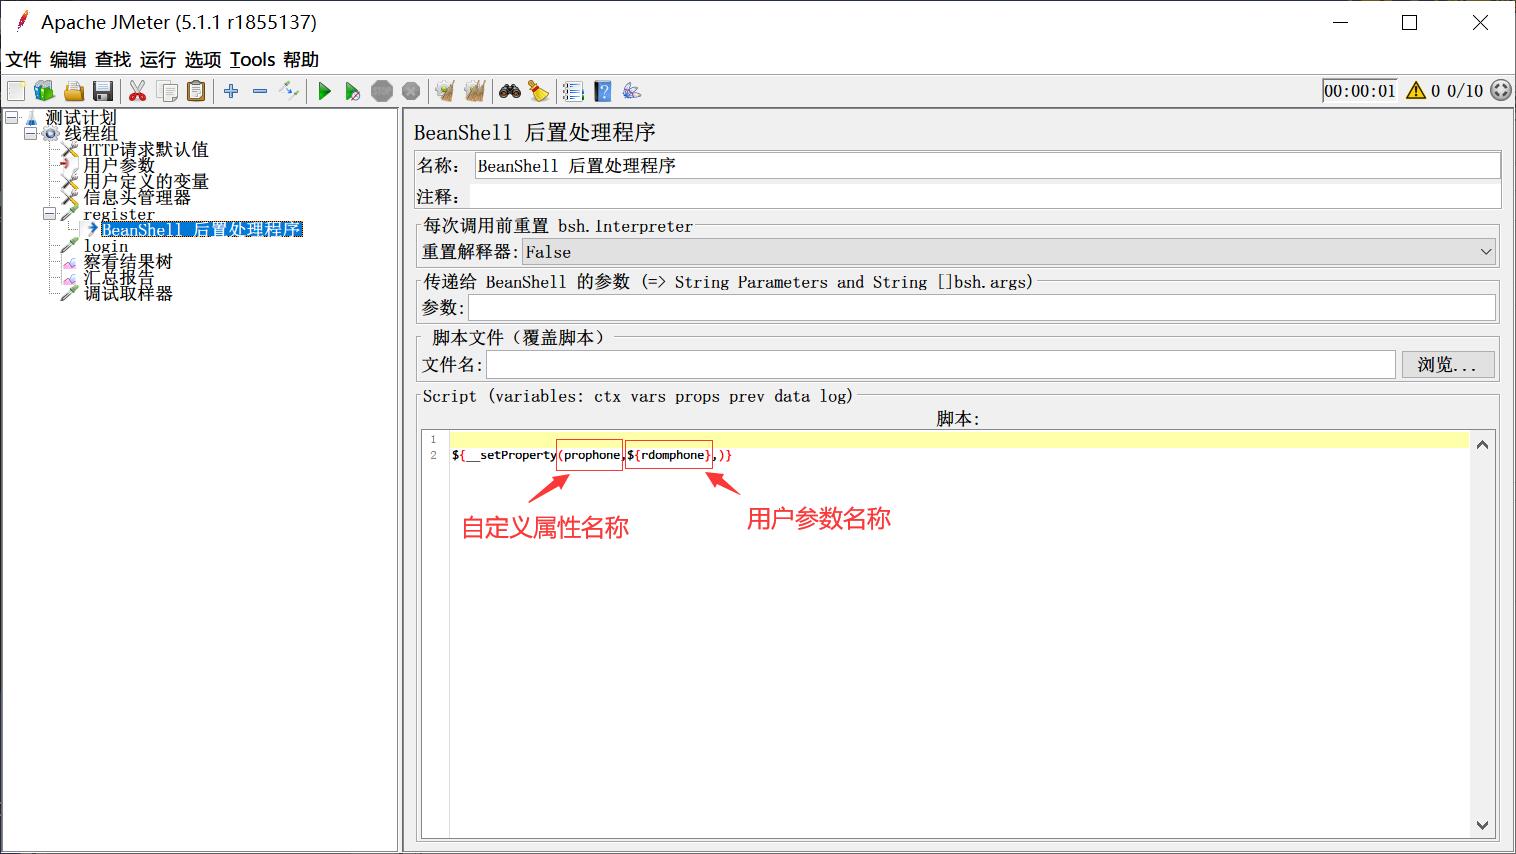 Apache JMeter (5.1.1 r1855137)
文件 编辑 查找 运行 选项 Tools 帮助
00:00:01 0 0/10
测试计划
线程组
HTTP请求默认值
用户参数
用户定义的变量
信息头管理器
register
BeanShell 后置处理程序
login
察看结果树
汇总报告
调试取样器
BeanShell 后置处理程序
名称: BeanShell 后置处理程序
注释:
每次调用前重置 bsh.Interpreter
重置解释器: False
传递给 BeanShell 的参数 (=> String Parameters and String []bsh.args)
参数:
脚本文件（覆盖脚本）
文件名: 浏览...
Script (variables: ctx vars props prev data log)
脚本:
1
2 ${__setProperty(prophone,${rdomphone},)}
自定义属性名称
用户参数名称